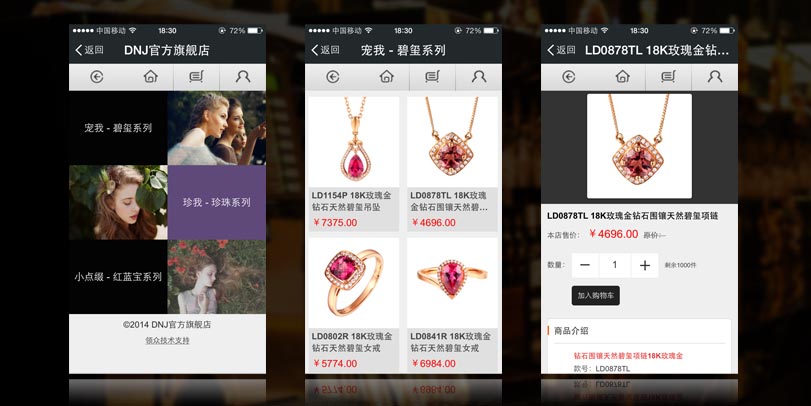 中国移动 18:30 72%
返回 DNJ官方旗舰店
宠我 - 碧玺系列
珍我 - 珍珠系列
小点缀 - 红蓝宝系列
©2014 DNJ官方旗舰店
领众技术支持
中国移动 18:30 72%
返回 宠我 - 碧玺系列
LD1154P 18K玫瑰金
钻石天然碧玺吊坠
￥7375.00
LD0878TL 18K玫瑰
金钻石围镶天然碧...
￥4696.00
LD0802R 18K玫瑰金
钻石天然碧玺女戒
￥5774.00
LD0841R 18K玫瑰金
钻石天然碧玺女戒
￥6984.00
中国移动 18:30 72%
返回 LD0878TL 18K玫瑰金钻...
LD0878TL 18K玫瑰金钻石围镶天然碧玺项链
本店售价： ￥4696.00 原价：
数量： － 1 ＋ 剩余1000件
加入购物车
商品介绍
钻石围镶天然碧玺项链18K玫瑰金
款号：LD0878TL